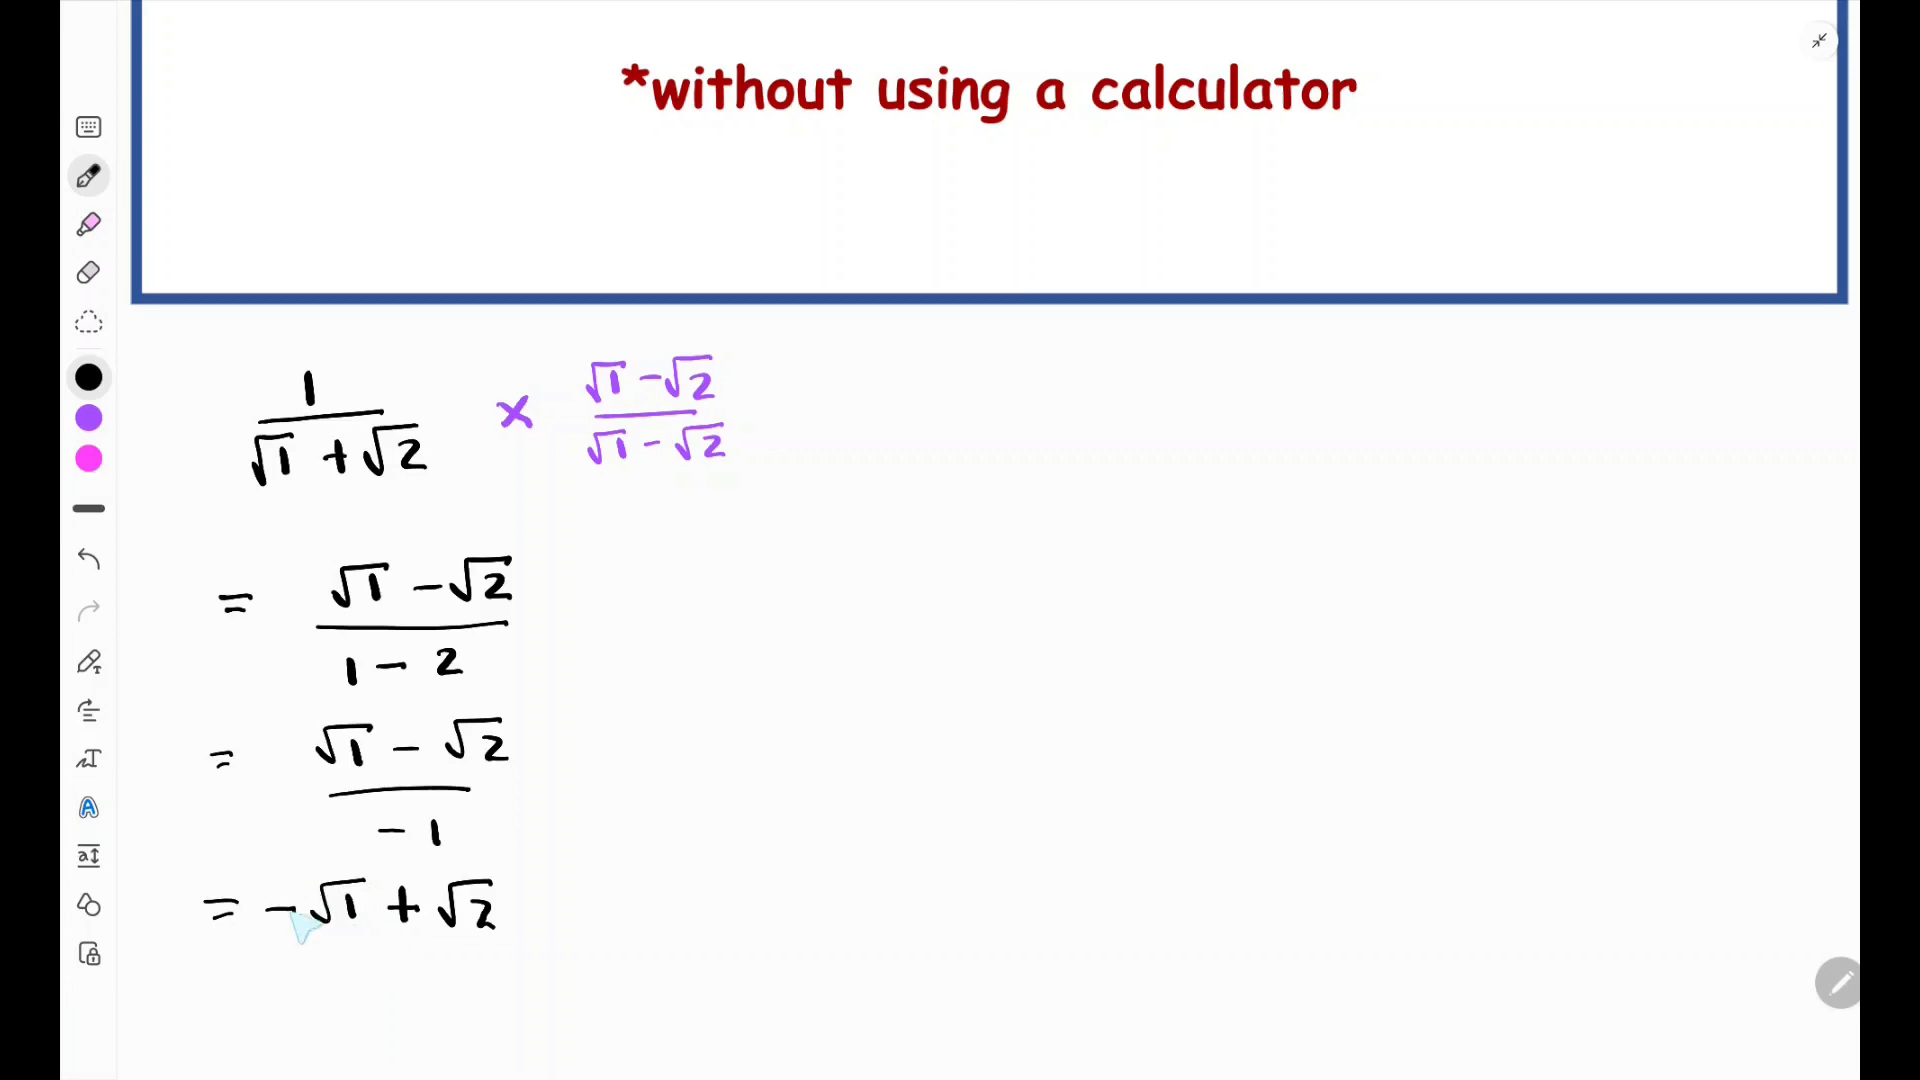 *without using a calculator
1/(√1 + √2) × (√1 - √2)/(√1 - √2)
= (√1 - √2)/(1 - 2)
= (√1 - √2)/(-1)
= -√1 + √2